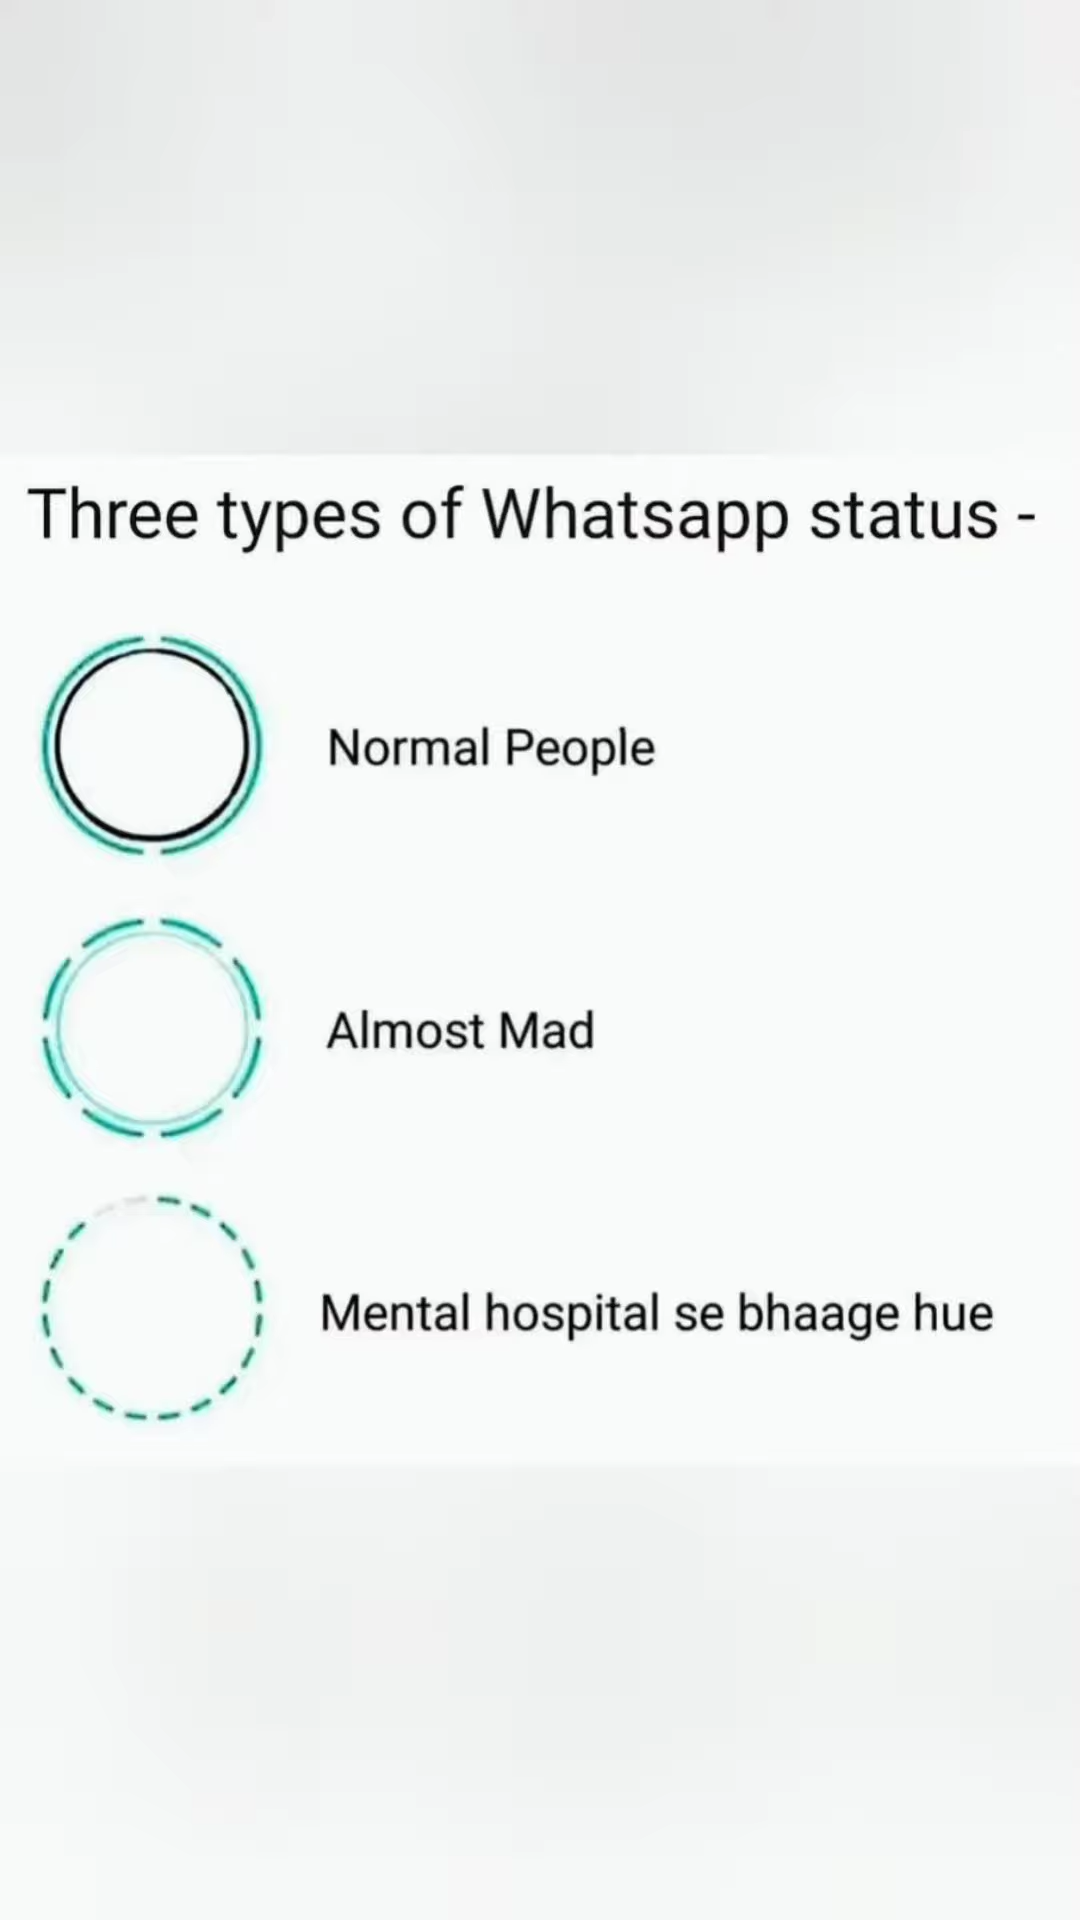 Three types of Whatsapp status -
Normal People
Almost Mad
Mental hospital se bhaage hue